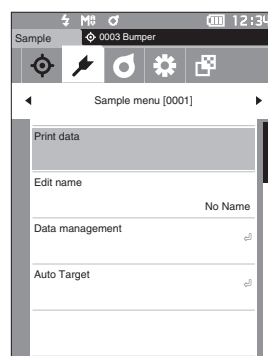 12:34
Sample 0003 Bumper
Sample menu [0001]
Print data
Edit name
No Name
Data management
Auto Target